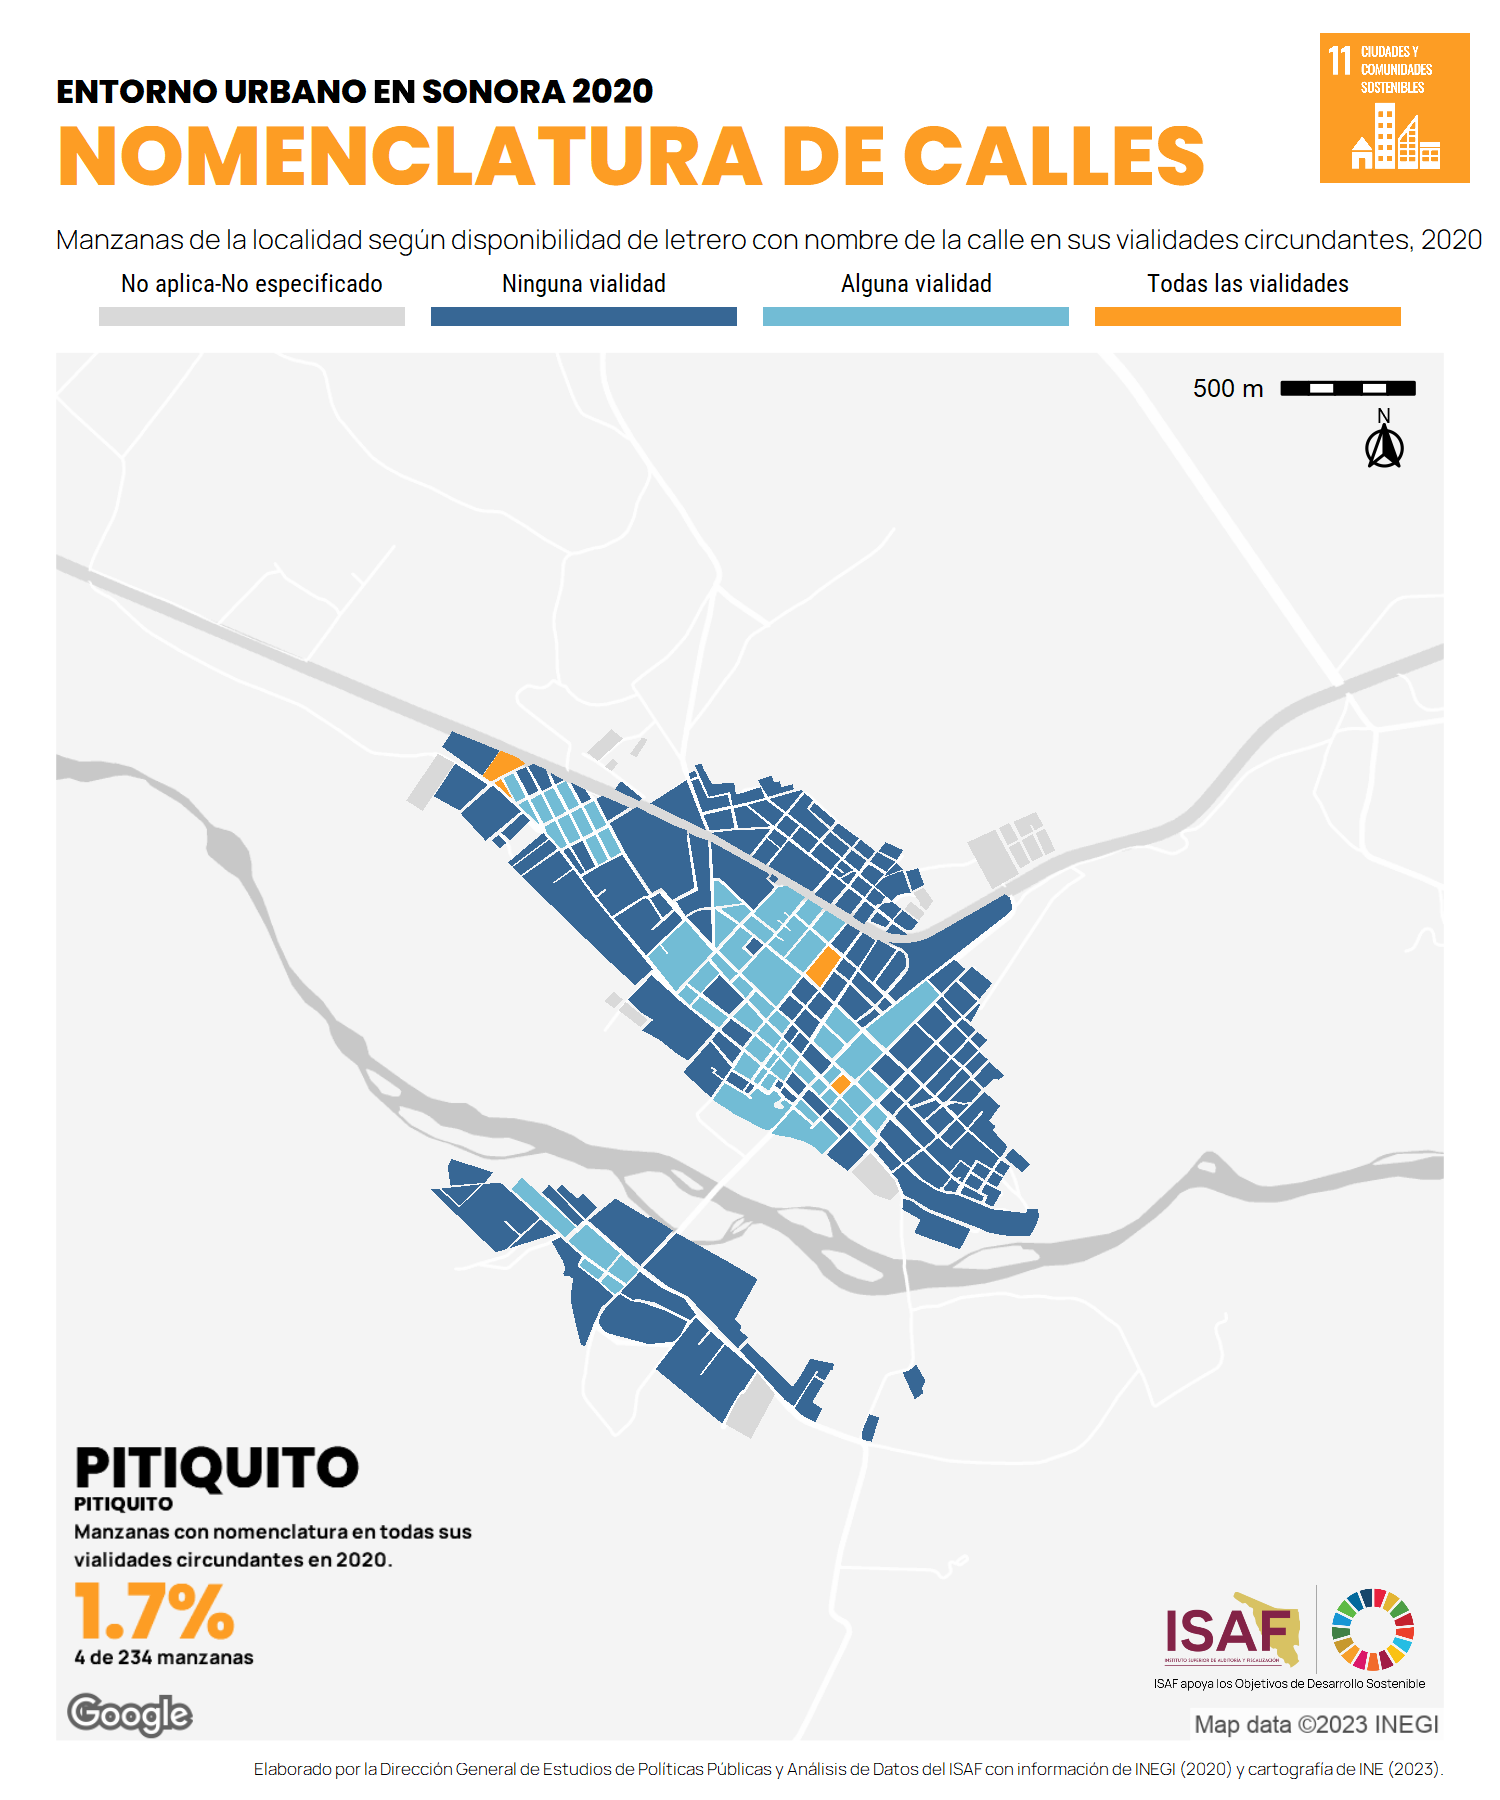 11 CIUDADES Y
COMUNIDADES
SOSTENIBLES
ENTORNO URBANO EN SONORA 2020
NOMENCLATURA DE CALLES
Manzanas de la localidad según disponibilidad de letrero con nombre de la calle en sus vialidades circundantes, 2020
No aplica-No especificado Ninguna vialidad Alguna vialidad Todas las vialidades
500 m
N
PITIQUITO
PITIQUITO
Manzanas con nomenclatura en todas sus
vialidades circundantes en 2020.
1.7%
4 de 234 manzanas
ISAF
INSTITUTO SUPERIOR DE AUDITORÍA Y FISCALIZACIÓN
ISAF apoya los Objetivos de Desarrollo Sostenible
Google
Map data ©2023 INEGI
Elaborado por la Dirección General de Estudios de Políticas Públicas y Análisis de Datos del ISAF con información de INEGI (2020) y cartografía de INE (2023).